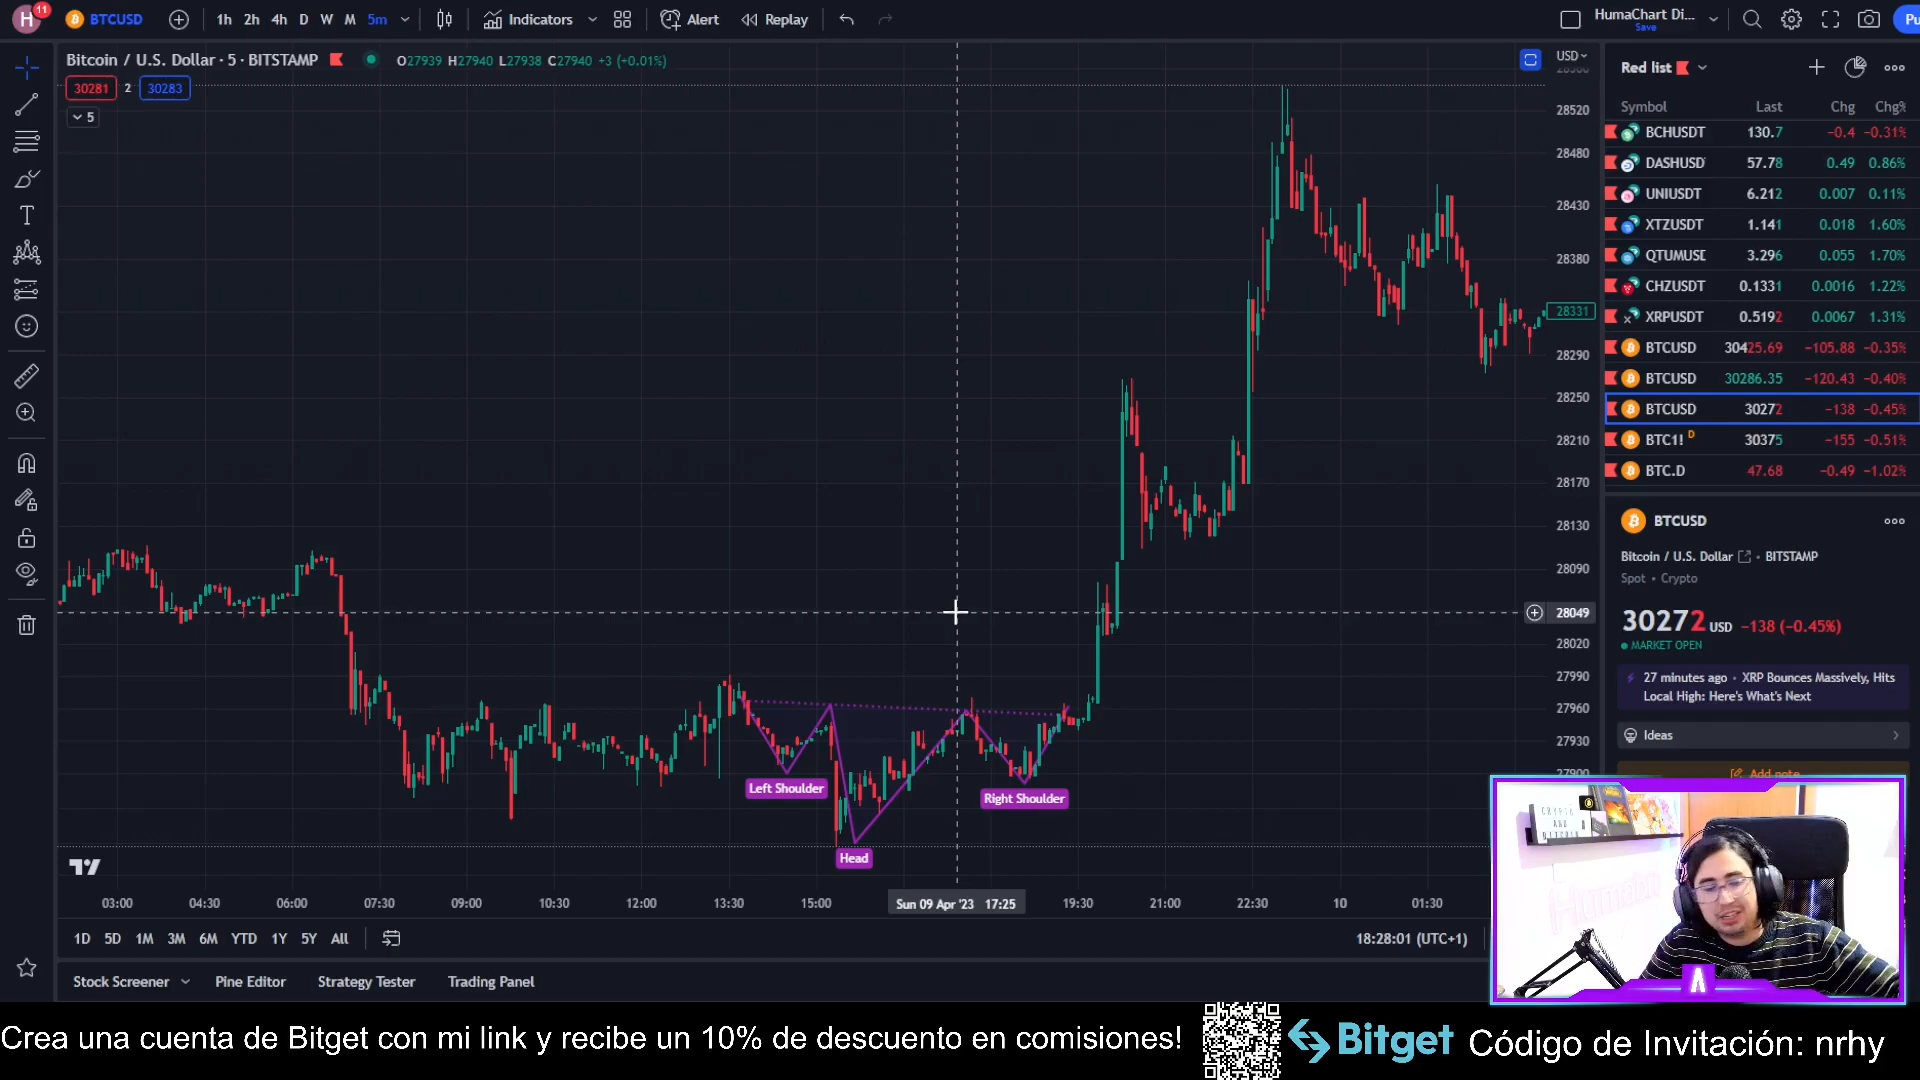 H
11
BTCUSD
1h 2h 4h D W M 5m
Indicators
Alert
Replay
HumaChart Di...
Save
Pu
Bitcoin / U.S. Dollar · 5 · BITSTAMP
O27939 H27940 L27938 C27940 +3 (+0.01%)
30281 2 30283
5
USD
28520
28480
28430
28380
28331
28290
28250
28210
28170
28130
28090
28049
28020
27990
27960
27930
27900
Left Shoulder
Head
Right Shoulder
03:00 04:30 06:00 07:30 09:00 10:30 12:00 13:30 15:00 Sun 09 Apr '23 17:25 19:30 21:00 22:30 10 01:30
1D 5D 1M 3M 6M YTD 1Y 5Y All
18:28:01 (UTC+1)
Stock Screener Pine Editor Strategy Tester Trading Panel
Red list
Symbol Last Chg Chg%
BCHUSDT 130.7 −0.4 −0.31%
DASHUSD 57.78 0.49 0.86%
UNIUSDT 6.212 0.007 0.11%
XTZUSDT 1.141 0.018 1.60%
QTUMUSD 3.296 0.055 1.70%
CHZUSDT 0.1331 0.0016 1.22%
XRPUSDT 0.5192 0.0067 1.31%
BTCUSD 30425.69 −105.88 −0.35%
BTCUSD 30286.35 −120.43 −0.40%
BTCUSD 30272 −138 −0.45%
BTC1! D 30375 −155 −0.51%
BTC.D 47.68 −0.49 −1.02%
BTCUSD
Bitcoin / U.S. Dollar · BITSTAMP
Spot · Crypto
30272 USD −138 (−0.45%)
MARKET OPEN
27 minutes ago · XRP Bounces Massively, Hits
Local High: Here's What's Next
Ideas
Add note
CRYPTO
AND
BITCOIN
Crea una cuenta de Bitget con mi link y recibe un 10% de descuento en comisiones!
Bitget
Código de Invitación: nrhy